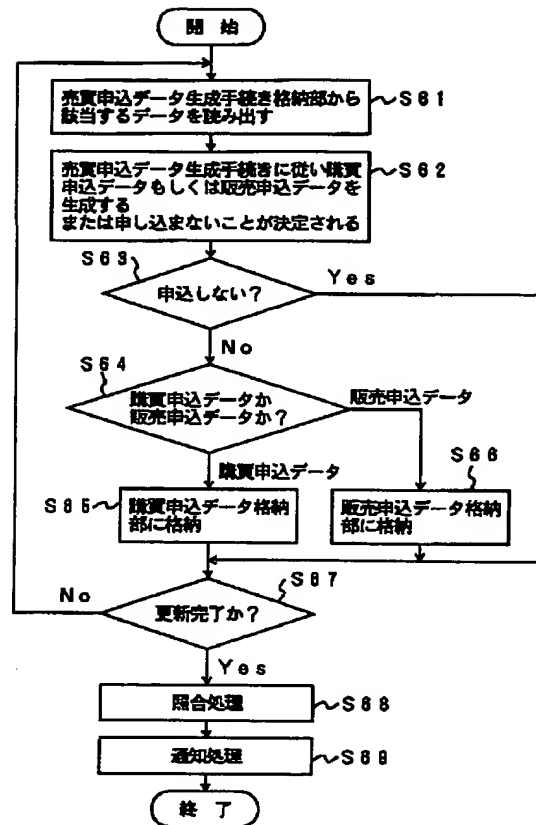 開 始
売買申込データ生成手続き格納部から
該当するデータを読み出す
S61
売買申込データ生成手続きに従い購買
申込データもしくは販売申込データを
生成する
または申し込まないことが決定される
S62
S63
申込しない？
Yes
No
S64
購買申込データか
販売申込データか？
販売申込データ
購買申込データ
S65
購買申込データ格納
部に格納
S66
販売申込データ格納
部に格納
S67
No
更新完了か？
Yes
照合処理
S68
通知処理
S69
終 了